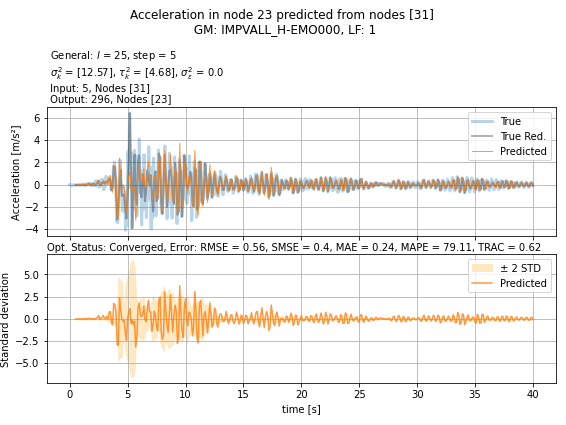 Acceleration in node 23 predicted from nodes [31]
GM: IMPVALL_H-EMO000, LF: 1
General: l = 25, step = 5
σ²ₖ = [12.57], τ²ₖ = [4.68], σ²ε = 0.0
Input: 5, Nodes [31]
Output: 296, Nodes [23]
Acceleration [m/s²]
6
4
2
0
−2
−4
True
True Red.
Predicted
Opt. Status: Converged, Error: RMSE = 0.56, SMSE = 0.4, MAE = 0.24, MAPE = 79.11, TRAC = 0.62
Standard deviation
5.0
2.5
0.0
−2.5
−5.0
± 2 STD
Predicted
0 5 10 15 20 25 30 35 40
time [s]